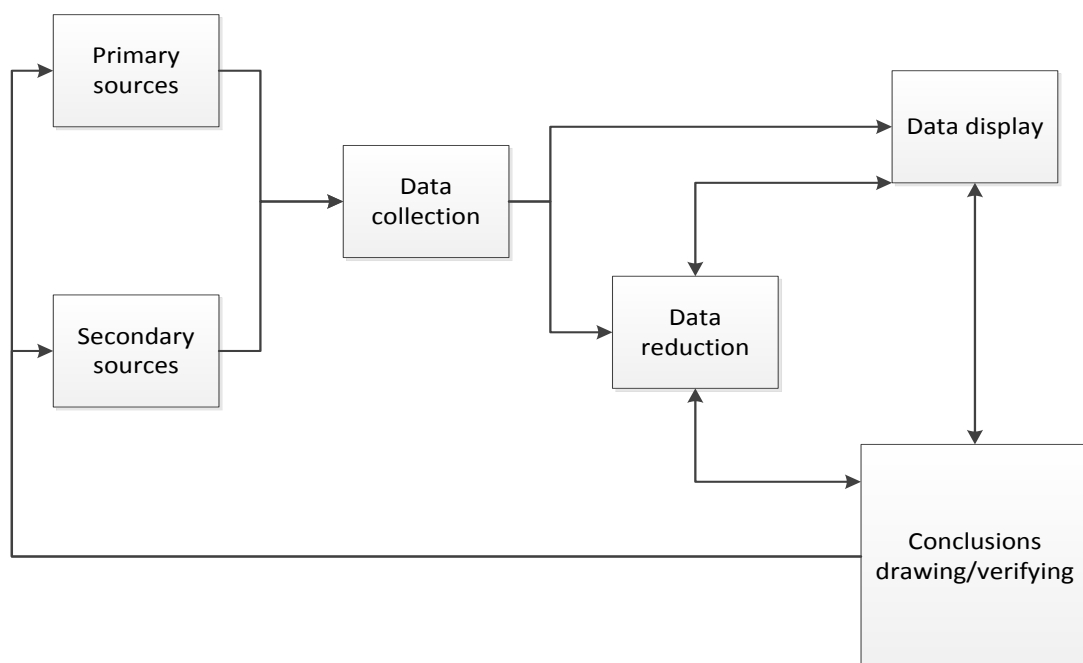 Primary
sources
Data display
Data
collection
Secondary
sources
Data
reduction
Conclusions
drawing/verifying